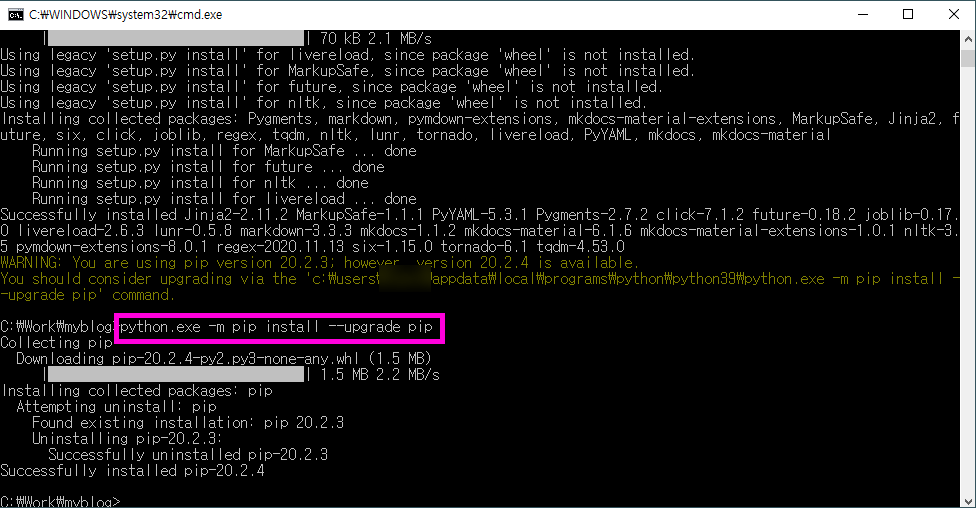 C:₩WINDOWS₩system32₩cmd.exe
| | 70 kB 2.1 MB/s
Using legacy 'setup.py install' for livereload, since package 'wheel' is not installed.
Using legacy 'setup.py install' for MarkupSafe, since package 'wheel' is not installed.
Using legacy 'setup.py install' for future, since package 'wheel' is not installed.
Using legacy 'setup.py install' for nltk, since package 'wheel' is not installed.
Installing collected packages: Pygments, markdown, pymdown-extensions, mkdocs-material-extensions, MarkupSafe, Jinja2, f
uture, six, click, joblib, regex, tqdm, nltk, lunr, tornado, livereload, PyYAML, mkdocs, mkdocs-material
Running setup.py install for MarkupSafe ... done
Running setup.py install for future ... done
Running setup.py install for nltk ... done
Running setup.py install for livereload ... done
Successfully installed Jinja2-2.11.2 MarkupSafe-1.1.1 PyYAML-5.3.1 Pygments-2.7.2 click-7.1.2 future-0.18.2 joblib-0.17.
0 livereload-2.6.3 lunr-0.5.8 markdown-3.3.3 mkdocs-1.1.2 mkdocs-material-6.1.6 mkdocs-material-extensions-1.0.1 nltk-3.
5 pymdown-extensions-8.0.1 regex-2020.11.13 six-1.15.0 tornado-6.1 tqdm-4.53.0
WARNING: You are using pip version 20.2.3; however, version 20.2.4 is available.
You should consider upgrading via the 'c:₩users₩ appdata₩local₩programs₩python₩python39₩python.exe -m pip install -
-upgrade pip' command.
C:₩Work₩myblog>python.exe -m pip install --upgrade pip
Collecting pip
Downloading pip-20.2.4-py2.py3-none-any.whl (1.5 MB)
| | 1.5 MB 2.2 MB/s
Installing collected packages: pip
Attempting uninstall: pip
Found existing installation: pip 20.2.3
Uninstalling pip-20.2.3:
Successfully uninstalled pip-20.2.3
Successfully installed pip-20.2.4
C:₩Work₩myblog>